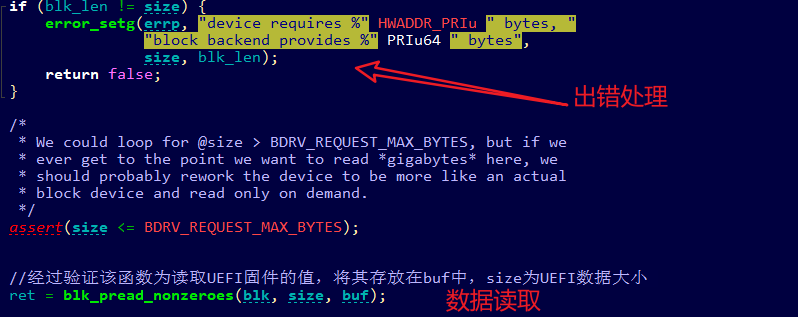 if (blk_len != size) {
error_setg(errp, "device requires %" HWADDR_PRIu " bytes, "
"block backend provides %" PRIu64 " bytes",
size, blk_len);
return false;
}
出错处理
/*
* We could loop for @size > BDRV_REQUEST_MAX_BYTES, but if we
* ever get to the point we want to read *gigabytes* here, we
* should probably rework the device to be more like an actual
* block device and read only on demand.
*/
assert(size <= BDRV_REQUEST_MAX_BYTES);
//经过验证该函数为读取UEFI固件的值，将其存放在buf中，size为UEFI数据大小
ret = blk_pread_nonzeroes(blk, size, buf);
数据读取